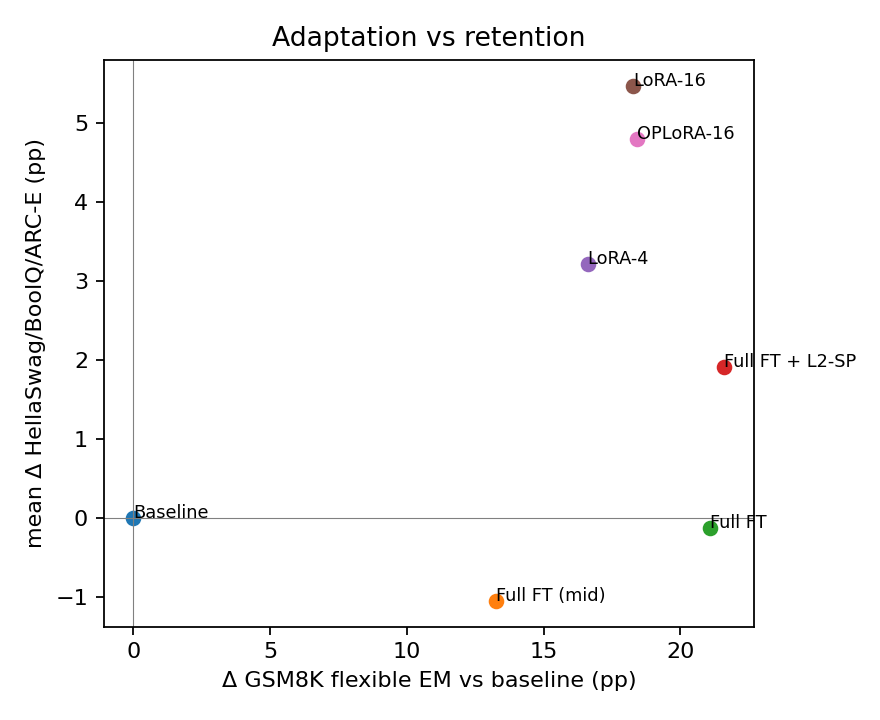 Adaptation vs retention
mean Δ HellaSwag/BoolQ/ARC-E (pp)
5
4
3
2
1
0
−1
LoRA-16
OPLoRA-16
LoRA-4
Full FT + L2-SP
Baseline
Full FT
Full FT (mid)
0 5 10 15 20
Δ GSM8K flexible EM vs baseline (pp)